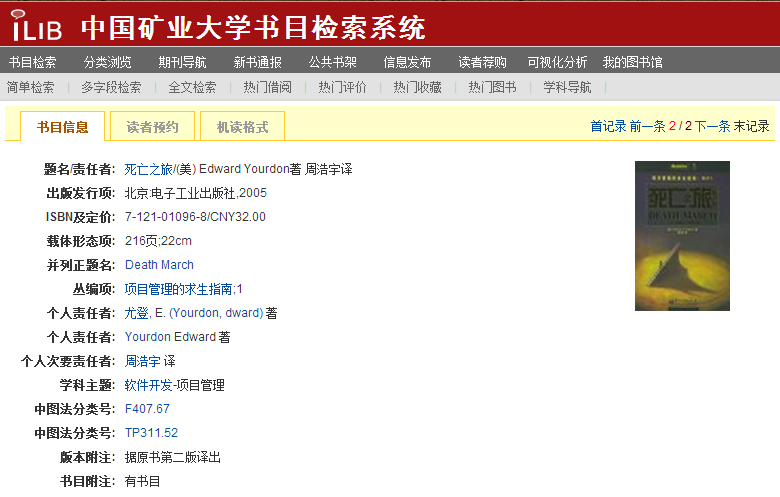 iLIB 中国矿业大学书目检索系统
书目检索 分类浏览 期刊导航 新书通报 公共书架 信息发布 读者荐购 可视化分析 我的图书馆
简单检索 | 多字段检索 | 全文检索 | 热门借阅 | 热门评价 | 热门收藏 | 热门图书 | 学科导航 |
书目信息 读者预约 机读格式 首记录 前一条 2 / 2 下一条 末记录
题名/责任者: 死亡之旅/(美) Edward Yourdon著 周浩宇译
出版发行项: 北京:电子工业出版社,2005
ISBN及定价: 7-121-01096-8/CNY32.00
载体形态项: 216页;22cm
并列正题名: Death March
丛编项: 项目管理的求生指南;1
个人责任者: 尤登, E. (Yourdon, dward) 著
个人责任者: Yourdon Edward 著
个人次要责任者: 周浩宇 译
学科主题: 软件开发-项目管理
中图法分类号: F407.67
中图法分类号: TP311.52
版本附注: 据原书第二版译出
书目附注: 有书目
死亡之旅
DEATH MARCH